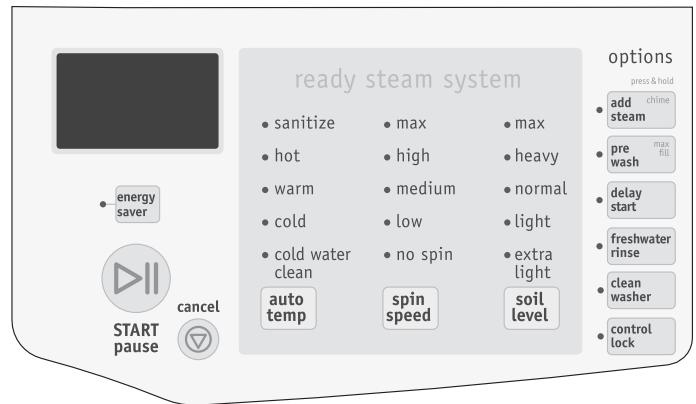 ready steam system
sanitize
hot
warm
cold
cold water
clean
auto
temp
max
high
medium
low
no spin
spin
speed
max
heavy
normal
light
extra
light
soil
level
energy
saver
START
pause
cancel
options
press & hold
add chime
steam
pre max
wash fill
delay
start
freshwater
rinse
clean
washer
control
lock